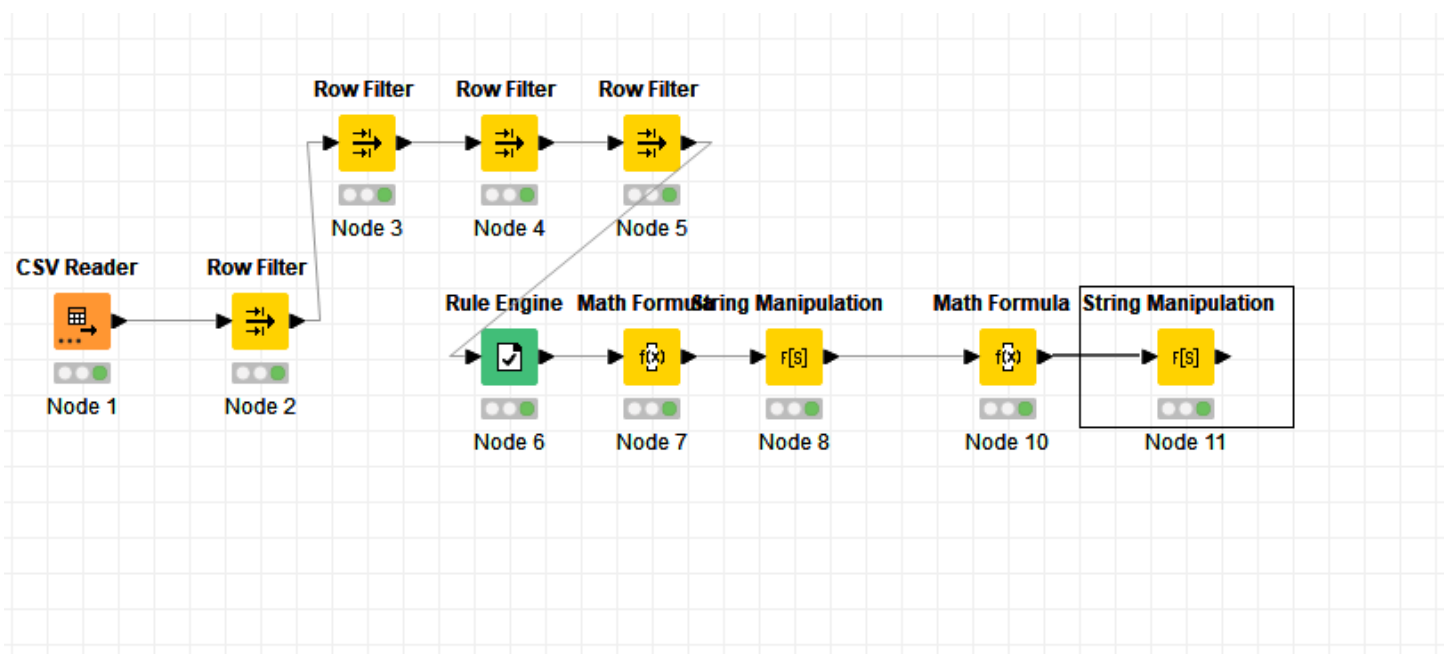 Row Filter Row Filter Row Filter
Node 3 Node 4 Node 5
CSV Reader Row Filter
Node 1 Node 2
Rule Engine Math Formula String Manipulation Math Formula String Manipulation
f(x) F[S] f(x) F[S]
Node 6 Node 7 Node 8 Node 10 Node 11